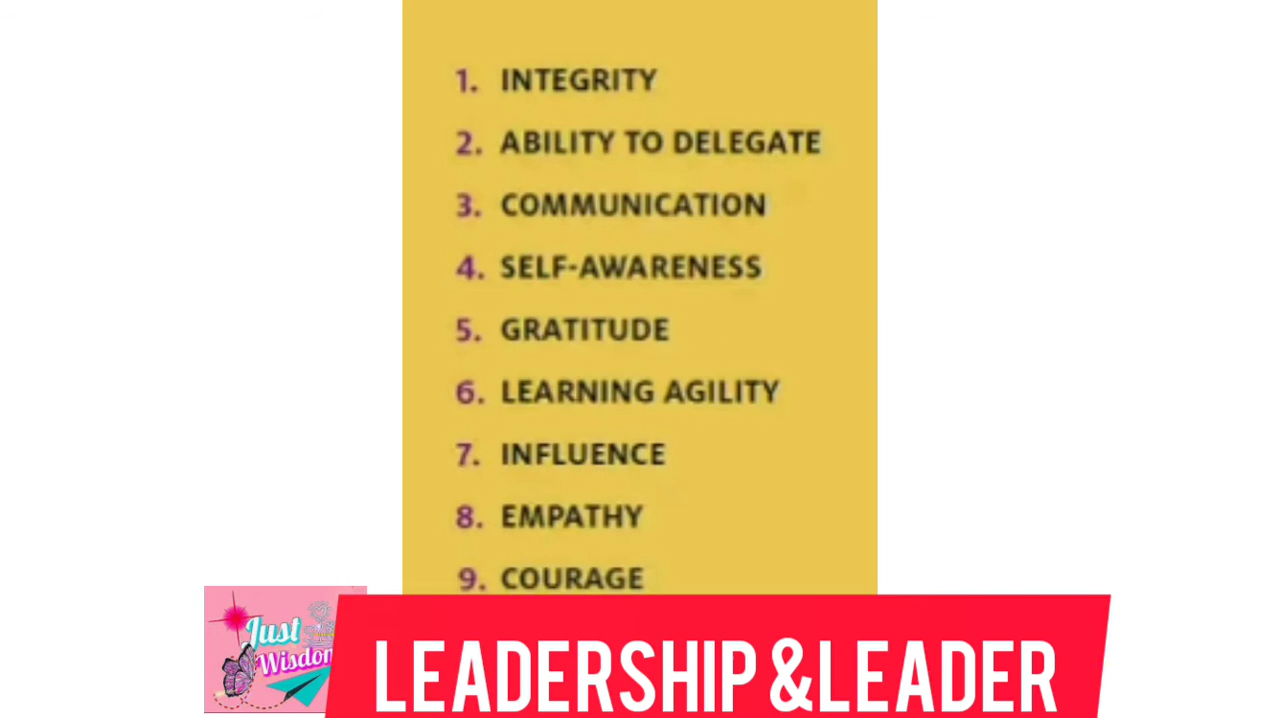 1. INTEGRITY
2. ABILITY TO DELEGATE
3. COMMUNICATION
4. SELF-AWARENESS
5. GRATITUDE
6. LEARNING AGILITY
7. INFLUENCE
8. EMPATHY
9. COURAGE
Just
Wisdom
LEADERSHIP &LEADER